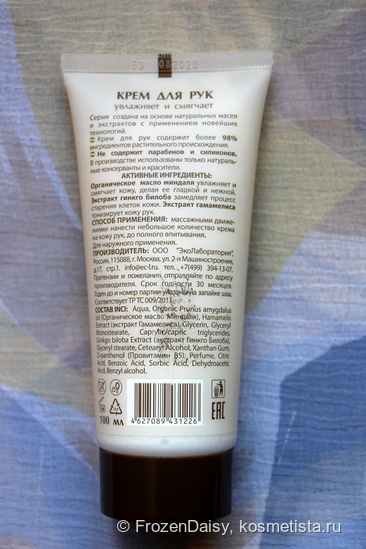 08 2020
КРЕМ ДЛЯ РУК
увлажняет и смягчает
Серия создана на основе натуральных масел
и экстрактов с применением новейших
технологий.
Крем для рук содержит более 98%
ингредиентов растительного происхождения.
Не содержит парабенов и силиконов.
В производстве использованы только натураль-
ные консерванты и красители.
АКТИВНЫЕ ИНГРЕДИЕНТЫ:
Органическое масло миндаля увлажняет и
смягчает кожу, делая ее гладкой и нежной.
Экстракт гинкго билоба замедляет процесс
старения клеток кожи. Экстракт гамамелиса
тонизирует кожу рук.
СПОСОБ ПРИМЕНЕНИЯ: массажными движе-
ниями нанести небольшое количество крема
на кожу рук, до полного впитывания.
Для наружного применения.
ПРОИЗВОДИТЕЛЬ: ООО "ЭкоЛаборатория",
Россия, 115088, г. Москва, ул. 2-я Машиностроения,
д.17, стр.1. info@ec-l.ru. т. +7(499) 394-13-07.
Претензии и пожелания отправляйте по адресу
производителя. Срок годности 30 месяцев.
Годен до и номер партии указаны на запайке шва.
Соответствует ТР ТС 009/2011
СОСТАВ INCI: Aqua, Organic Prunus amygdalus
oil (Органическое масло миндаля), Hamamelis
Extract (экстракт Гамамелиса), Glycerin, Glyceryl
Monostearate, Caprylic/capric triglycerides,
Ginkgo biloba Extract (экстракт Гинкго Билоба),
Glyceryl stearate, Cetearyl Alcohol, Xanthan Gum,
D-panthenol (Провитамин В5), Perfume, Citric
Acid, Benzoic Acid, Sorbic Acid, Dehydroacetic
Acid, Benzyl alcohol.
100 МЛ
4 627089 431226
EAC
© FrozenDaisy, kosmetista.ru